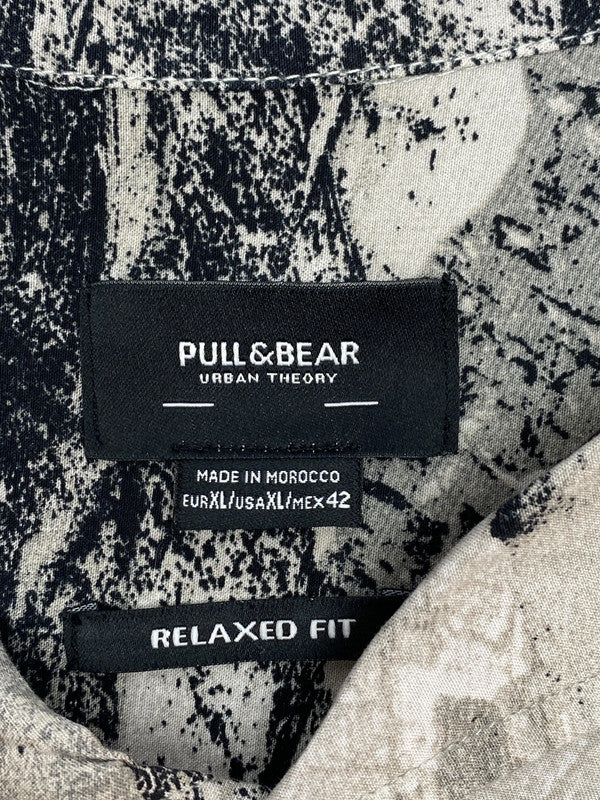 PULL&BEAR
URBAN THEORY
MADE IN MOROCCO
EURXL/USAXL/MEX42
RELAXED FIT